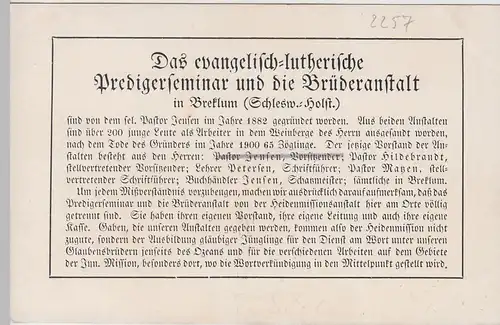 2257
Das evangelisch-lutherische
Predigerseminar und die Brüderanstalt
in Breklum (Schlesw.-Holst.)
sind von dem sel. Pastor Jensen im Jahre 1882 gegründet worden. Aus beiden Anstalten
sind über 200 junge Leute als Arbeiter in dem Weinberge des Herrn ausgesandt worden,
nach dem Tode des Gründers im Jahre 1900 65 Zöglinge. Der jetzige Vorstand der An-
stalten besteht aus den Herren: Pastor Jensen, Vorsitzender; Pastor Hildebrandt,
stellvertretender Vorsitzender; Lehrer Petersen, Schriftführer; Pastor Matzen, stell-
vertretender Schriftführer; Buchhändler Jensen, Schatzmeister; sämtliche in Breklum.
Um jedem Mißverständnis vorzubeugen, machen wir ausdrücklich darauf aufmerksam, daß das
Predigerseminar und die Brüderanstalt von der Heidenmissionsanstalt hier am Orte völlig
getrennt sind. Sie haben ihren eigenen Vorstand, ihre eigene Leitung und auch ihre eigene
Kasse. Gaben, die unseren Anstalten gegeben werden, kommen also der Heidenmission nicht
zugute, sondern der Ausbildung gläubiger Jünglinge für den Dienst am Wort unter unseren
Glaubensbrüdern jenseits des Ozeans und für die verschiedenen Arbeiten auf dem Gebiete
der Inn. Mission, besonders dort, wo die Wortverkündigung in den Mittelpunkt gestellt wird.